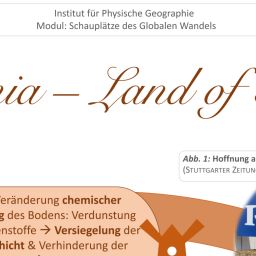 Institut für Physische Geographie
Modul: Schauplätze des Globalen Wandels
– Land of
Abb. 1: Hoffnung a
(STUTTGARTER ZEITUN
eränderung chemischer
des Bodens: Verdunstung
enstoffe → Versiegelung der
hicht & Verhinderung der